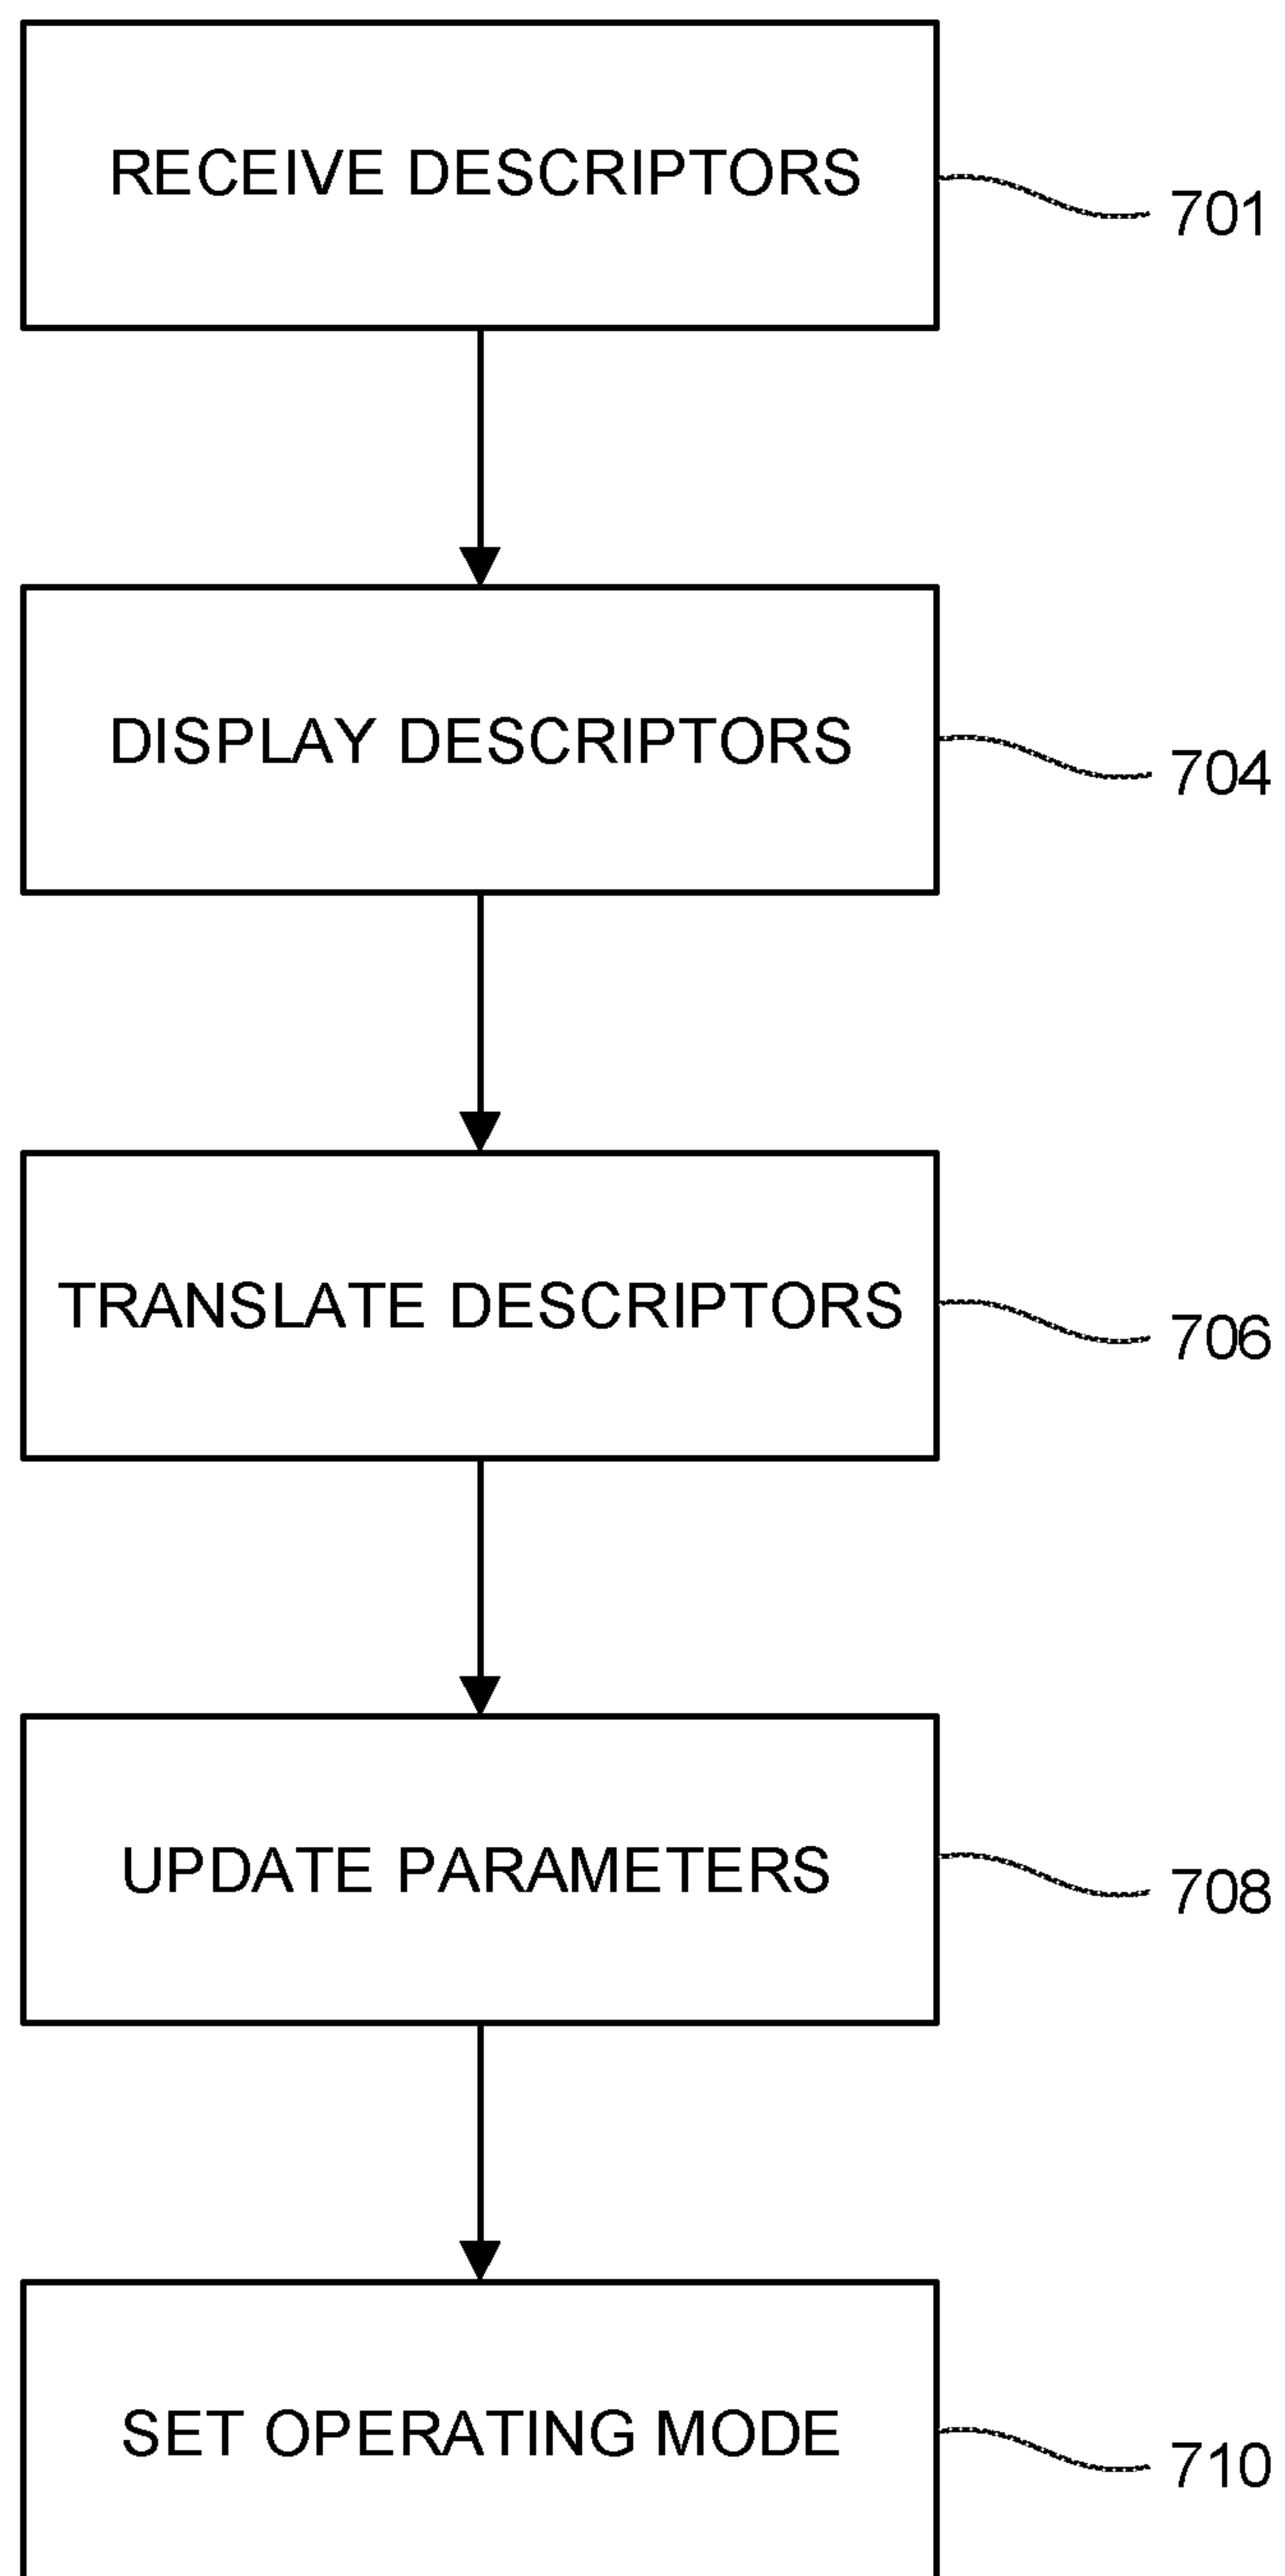 RECEIVE DESCRIPTORS
701
DISPLAY DESCRIPTORS
704
TRANSLATE DESCRIPTORS
706
UPDATE PARAMETERS
708
SET OPERATING MODE
710